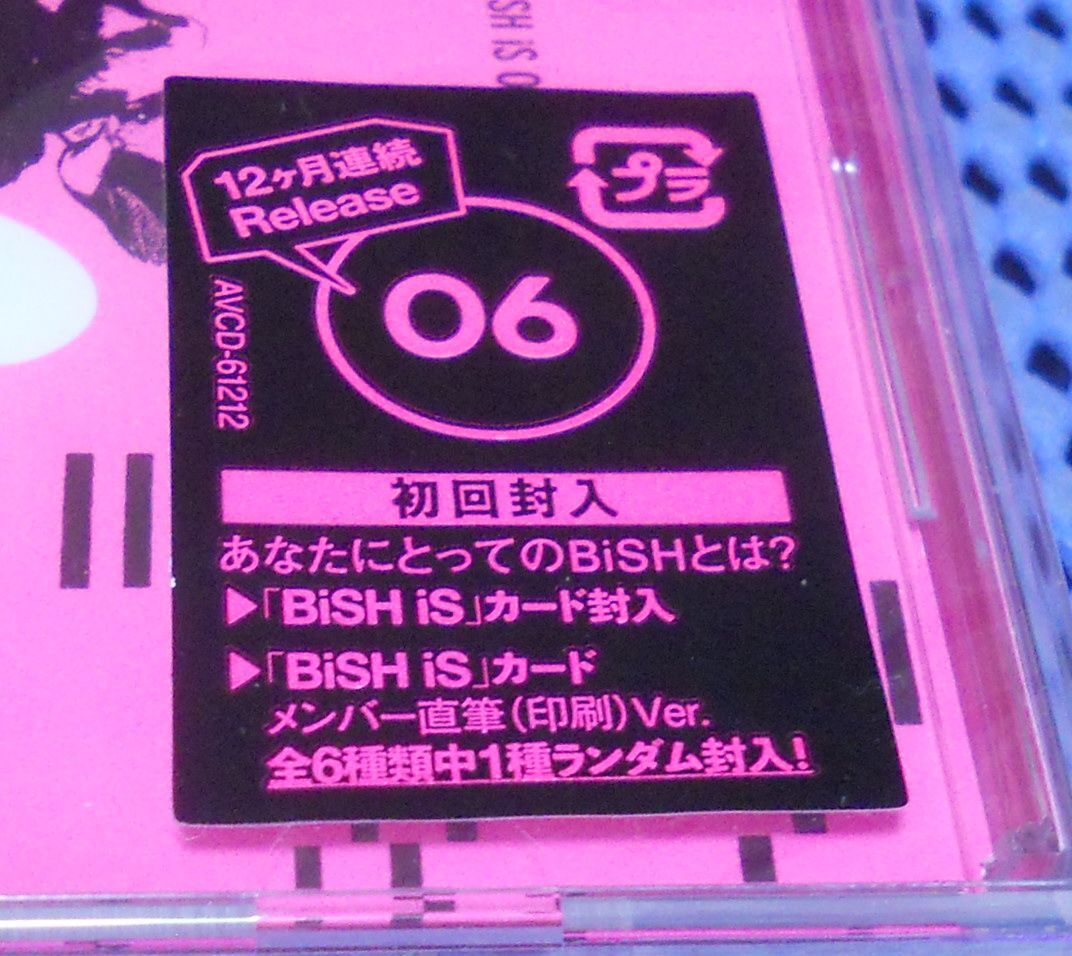 SH iS O
12ヶ月連続
Release
プラ
06
AVCD-61212
初回封入
あなたにとってのBiSHとは?
▶「BiSH iS」カード封入
▶「BiSH iS」カード
メンバー直筆(印刷)Ver.
全6種類中1種ランダム封入!